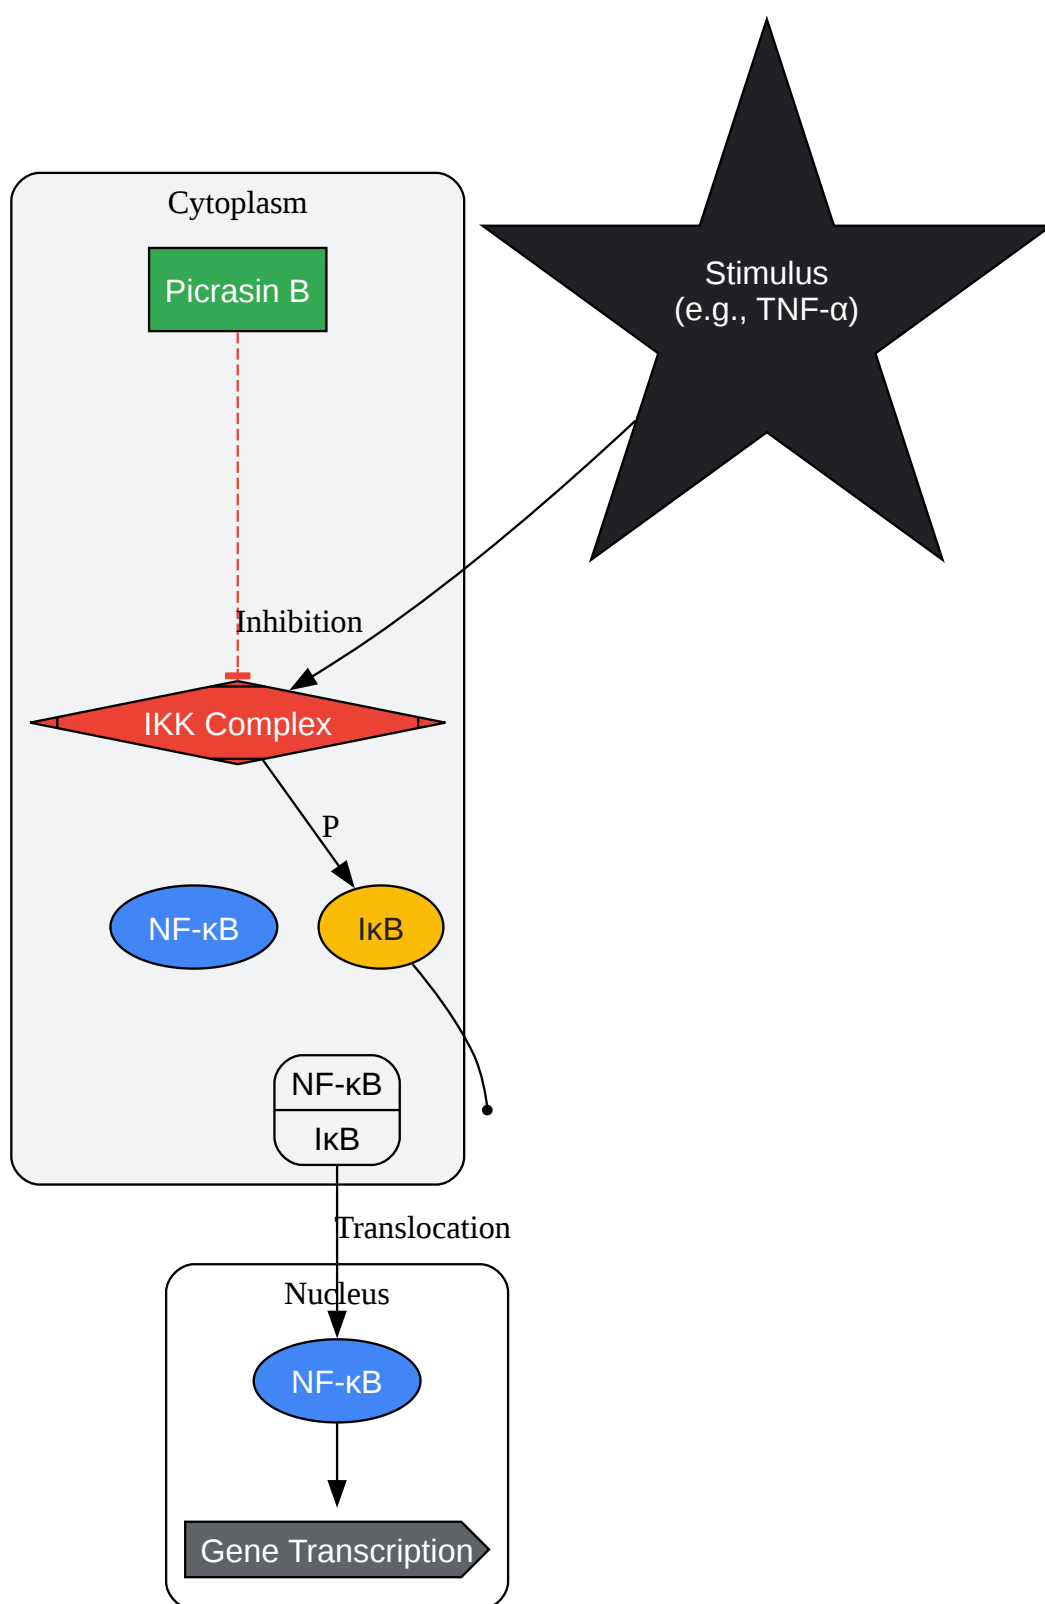 Cytoplasm
Picrasin B
Stimulus
(e.g., TNF-α)
Inhibition
IKK Complex
P
NF-κB
IκB
NF-κB
IκB
Translocation
Nucleus
NF-κB
Gene Transcription